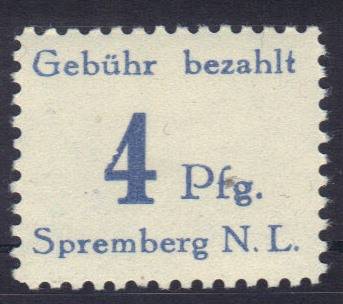 Gebühr bezahlt
4 Pfg.
Spremberg N. L.